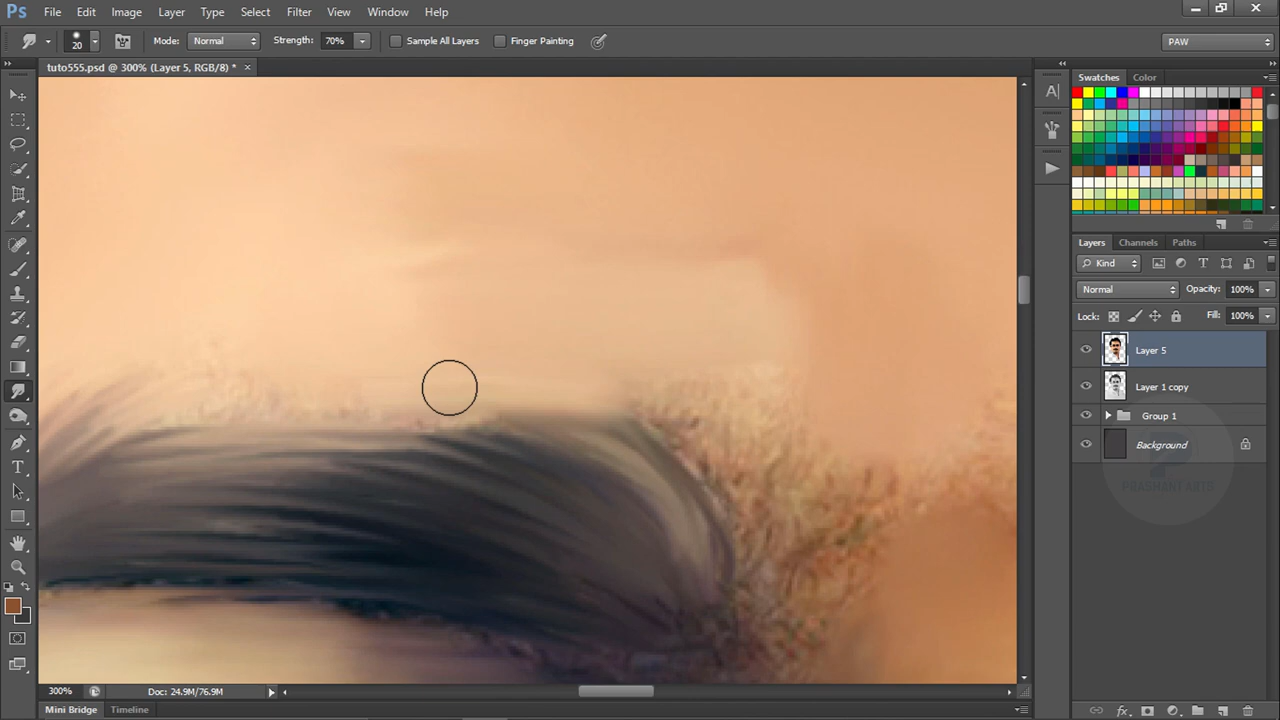 Ps File Edit Image Layer Type Select Filter View Window Help
20 Mode: Normal Strength: 70% Sample All Layers Finger Painting PAW
tuto555.psd @ 300% (Layer 5, RGB/8) * ×
Swatches Color
Layers Channels Paths
Kind T
Normal Opacity: 100%
Lock: Fill: 100%
Layer 5
Layer 1 copy
Group 1
Background
PRASHANT ARTS
300% Doc: 24.9M/76.9M
Mini Bridge Timeline
fx